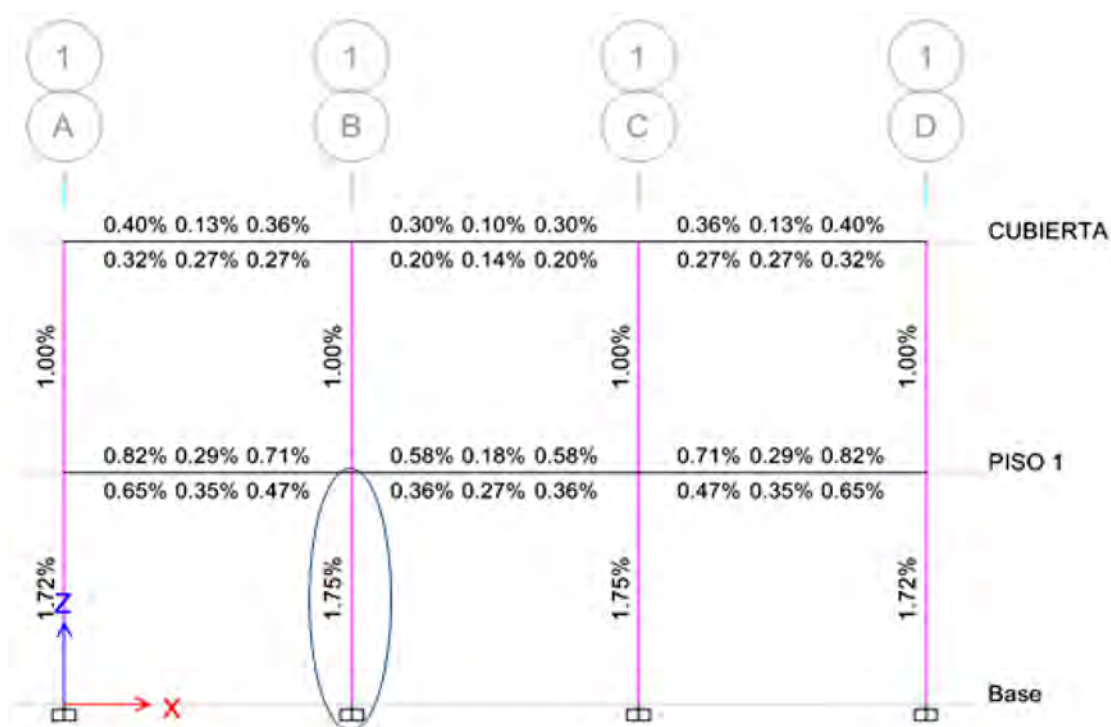 1 1 1 1
A B C D
0.40% 0.13% 0.36% 0.30% 0.10% 0.30% 0.36% 0.13% 0.40%
CUBIERTA
0.32% 0.27% 0.27% 0.20% 0.14% 0.20% 0.27% 0.27% 0.32%
1.00% 1.00% 1.00% 1.00%
0.82% 0.29% 0.71% 0.58% 0.18% 0.58% 0.71% 0.29% 0.82%
PISO 1
0.65% 0.35% 0.47% 0.36% 0.27% 0.36% 0.47% 0.35% 0.65%
1.72% 1.75% 1.75% 1.72%
Z
Base
X